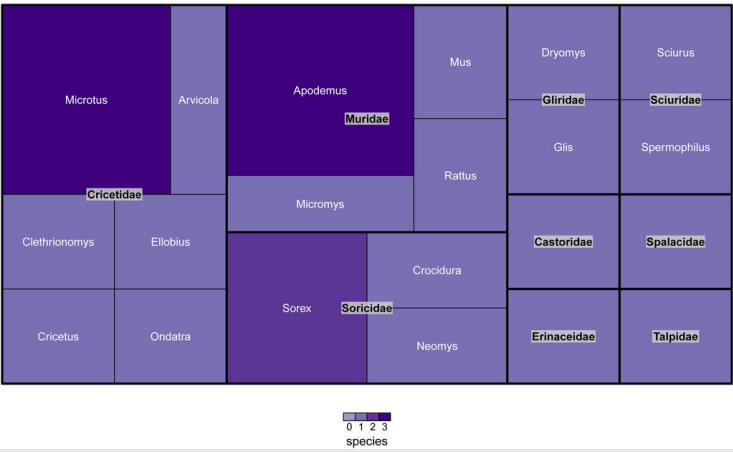 Microtus
Arvicola
Cricetidae
Clethrionomys
Ellobius
Cricetus
Ondatra
Apodemus
Mus
Muridae
Micromys
Rattus
Sorex
Crocidura
Soricidae
Neomys
Dryomys
Sciurus
Gliridae
Sciuridae
Glis
Spermophilus
Castoridae
Spalacidae
Erinaceidae
Talpidae
0 1 2 3
species